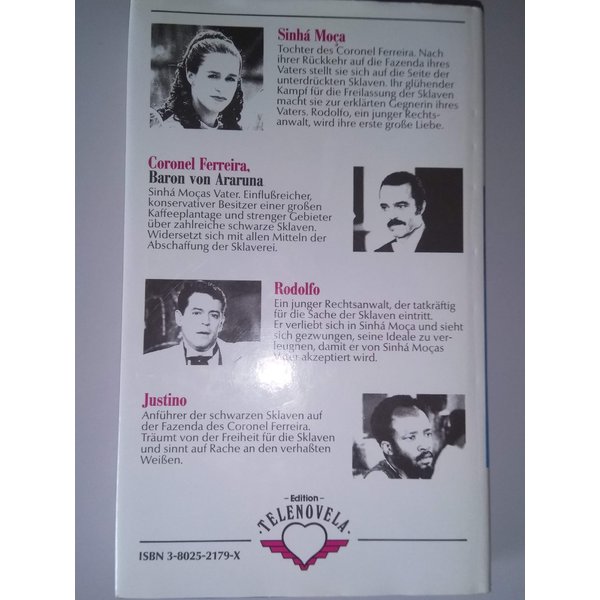 Sinhá Moça
Tochter des Coronel Ferreira. Nach
ihrer Rückkehr auf die Fazenda ihres
Vaters stellt sie sich auf die Seite der
unterdrückten Sklaven. Ihr glühender
Kampf für die Freilassung der Sklaven
macht sie zur erklärten Gegnerin ihres
Vaters. Rodolfo, ein junger Rechts-
anwalt, wird ihre erste große Liebe.
Coronel Ferreira,
Baron von Araruna
Sinhá Moças Vater. Einflußreicher,
konservativer Besitzer einer großen
Kaffeeplantage und strenger Gebieter
über zahlreiche schwarze Sklaven.
Widersetzt sich mit allen Mitteln der
Abschaffung der Sklaverei.
Rodolfo
Ein junger Rechtsanwalt, der tatkräftig
für die Sache der Sklaven eintritt.
Er verliebt sich in Sinhá Moça und sieht
sich gezwungen, seine Ideale zu ver-
leugnen, damit er von Sinhá Moças
Vater akzeptiert wird.
Justino
Anführer der schwarzen Sklaven auf
der Fazenda des Coronel Ferreira.
Träumt von der Freiheit für die Sklaven
und sinnt auf Rache an den verhaßten
Weißen.
– Edition –
· TELENOVELA ·
ISBN 3-8025-2179-X